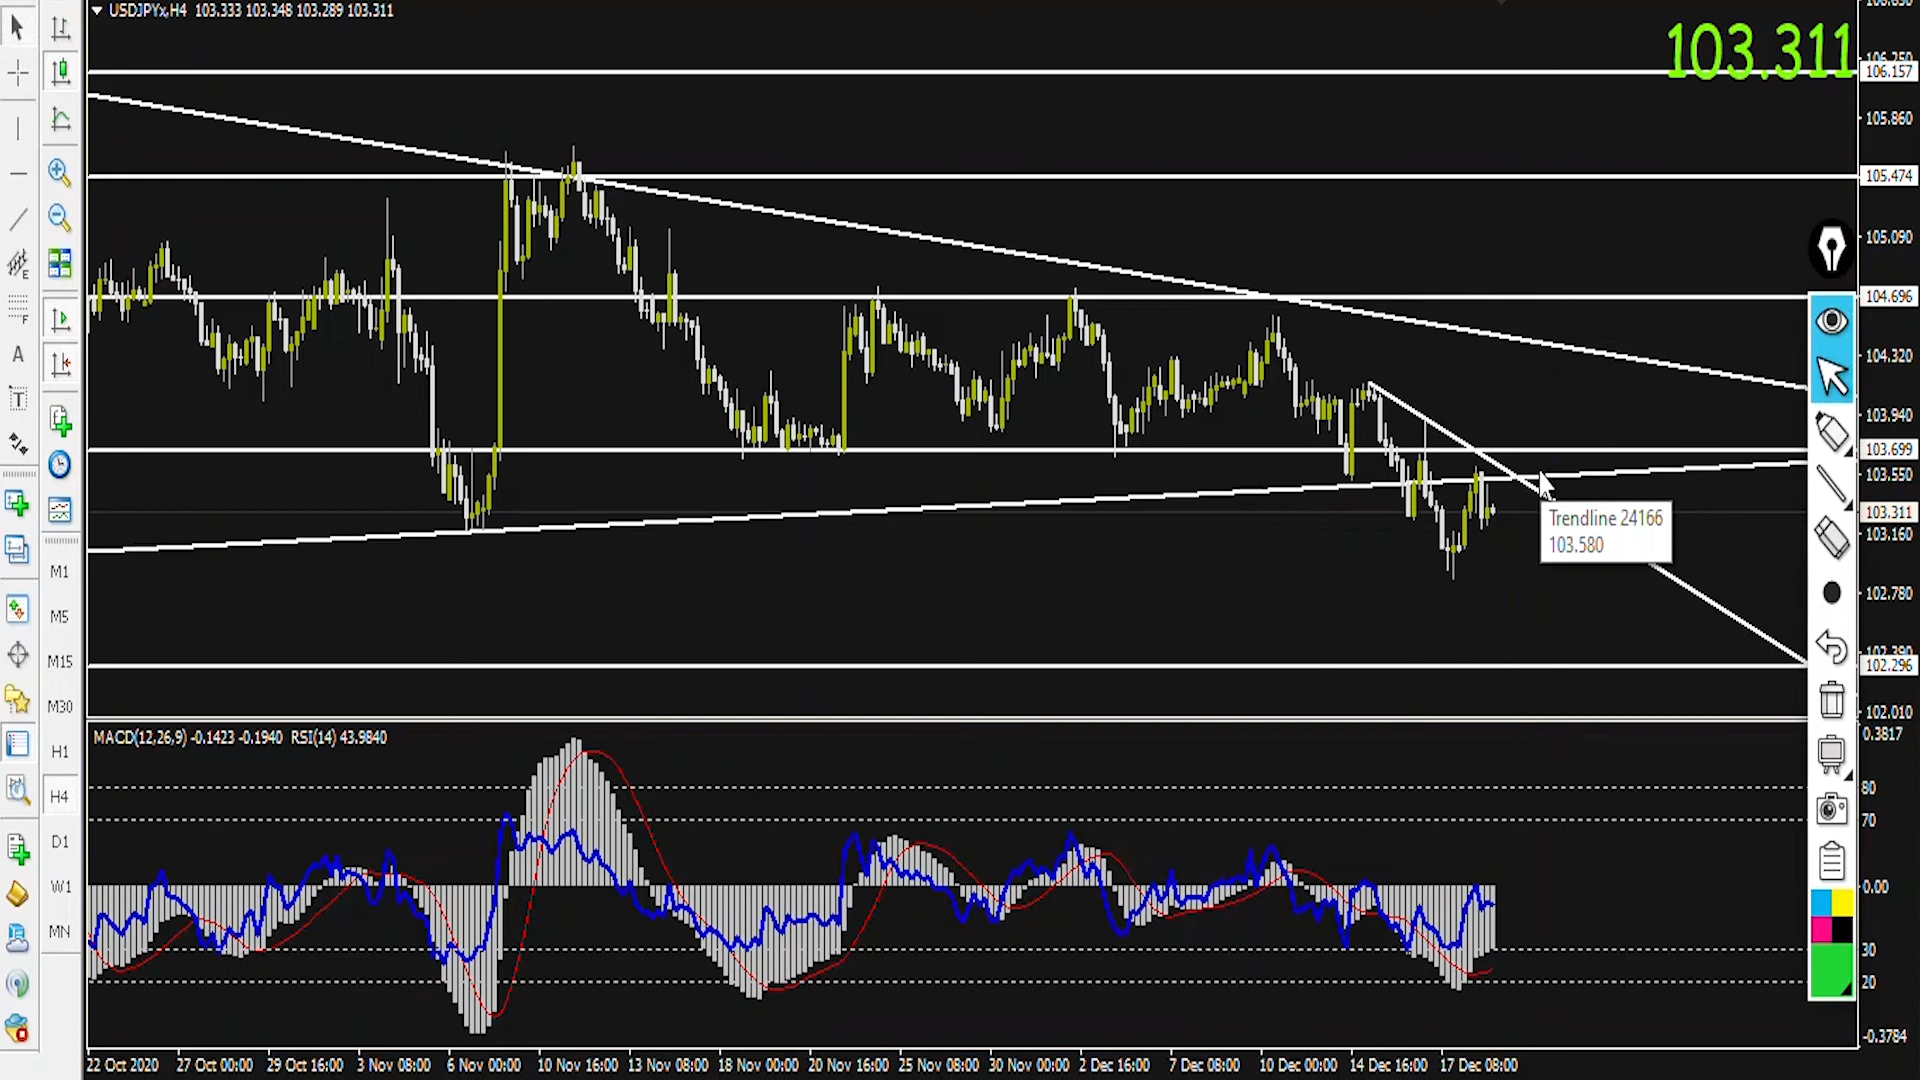 USDJPYx,H4 103.333 103.348 103.289 103.311
103.311
106.157
105.860
105.474
105.090
104.696
104.320
103.940
103.699
103.550
103.311
103.160
102.780
102.296
102.010
Trendline 24166
103.580
E
F
A
T
M1
M5
M15
M30
H1
H4
D1
W1
MN
MACD(12,26,9) -0.1423 -0.1940 RSI(14) 43.9840
0.3817
80
70
0.00
30
20
-0.3784
22 Oct 2020 27 Oct 00:00 29 Oct 16:00 3 Nov 08:00 6 Nov 00:00 10 Nov 16:00 13 Nov 08:00 18 Nov 00:00 20 Nov 16:00 25 Nov 08:00 30 Nov 00:00 2 Dec 16:00 7 Dec 08:00 10 Dec 00:00 14 Dec 16:00 17 Dec 08:00